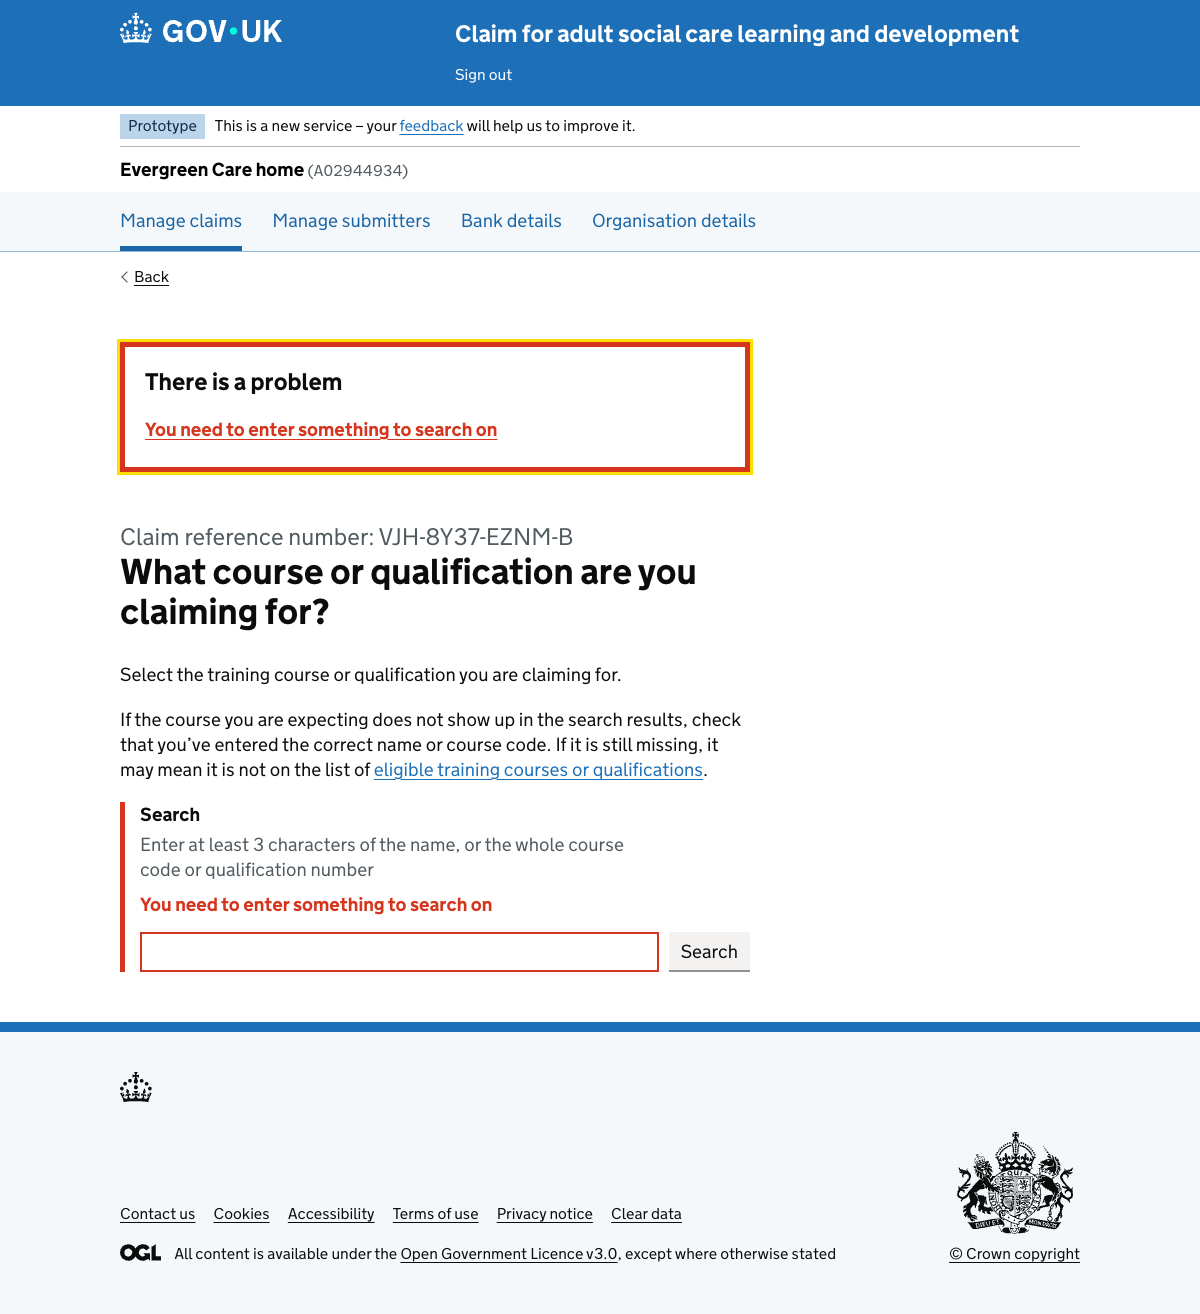 GOV·UK
Claim for adult social care learning and development
Sign out
Prototype This is a new service – your feedback will help us to improve it.
Evergreen Care home (A02944934)
Manage claims Manage submitters Bank details Organisation details
Back
There is a problem
You need to enter something to search on
Claim reference number: VJH-8Y37-EZNM-B
What course or qualification are you
claiming for?
Select the training course or qualification you are claiming for.
If the course you are expecting does not show up in the search results, check
that you’ve entered the correct name or course code. If it is still missing, it
may mean it is not on the list of eligible training courses or qualifications.
Search
Enter at least 3 characters of the name, or the whole course
code or qualification number
You need to enter something to search on
Search
Contact us Cookies Accessibility Terms of use Privacy notice Clear data
OGL All content is available under the Open Government Licence v3.0, except where otherwise stated
© Crown copyright